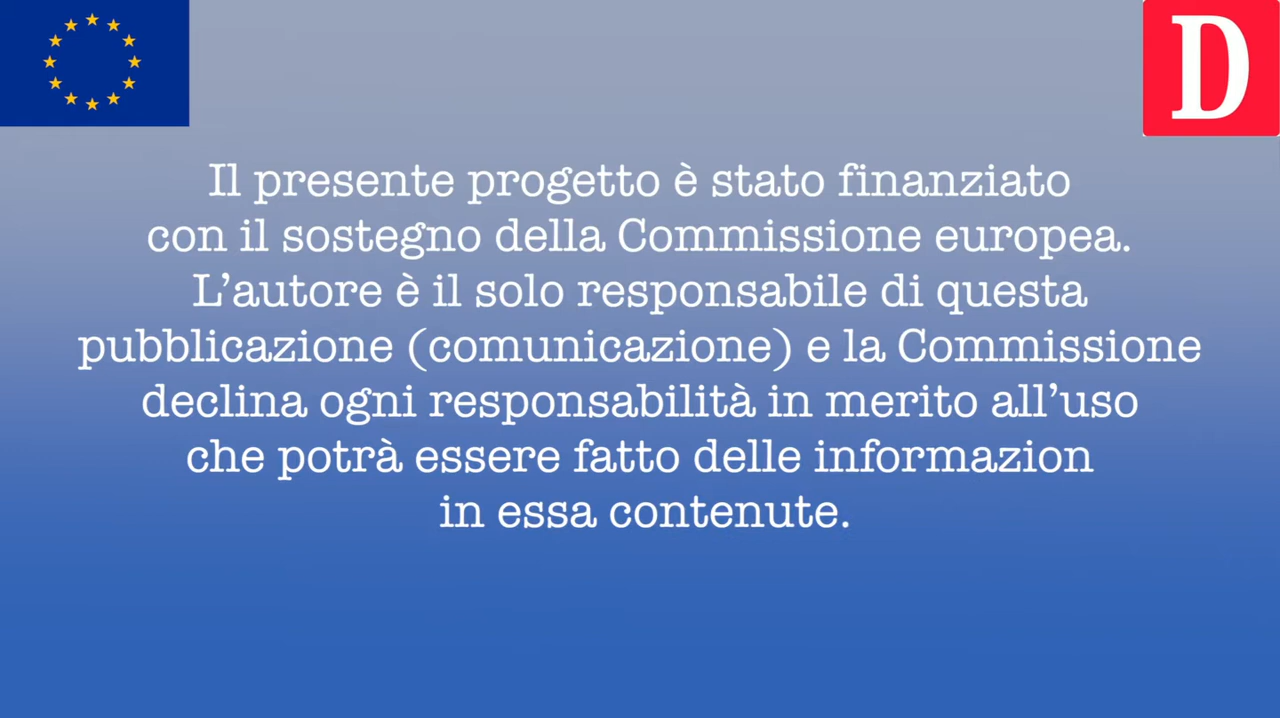 D
Il presente progetto è stato finanziato
con il sostegno della Commissione europea.
L’autore è il solo responsabile di questa
pubblicazione (comunicazione) e la Commissione
declina ogni responsabilità in merito all’uso
che potrà essere fatto delle informazion
in essa contenute.